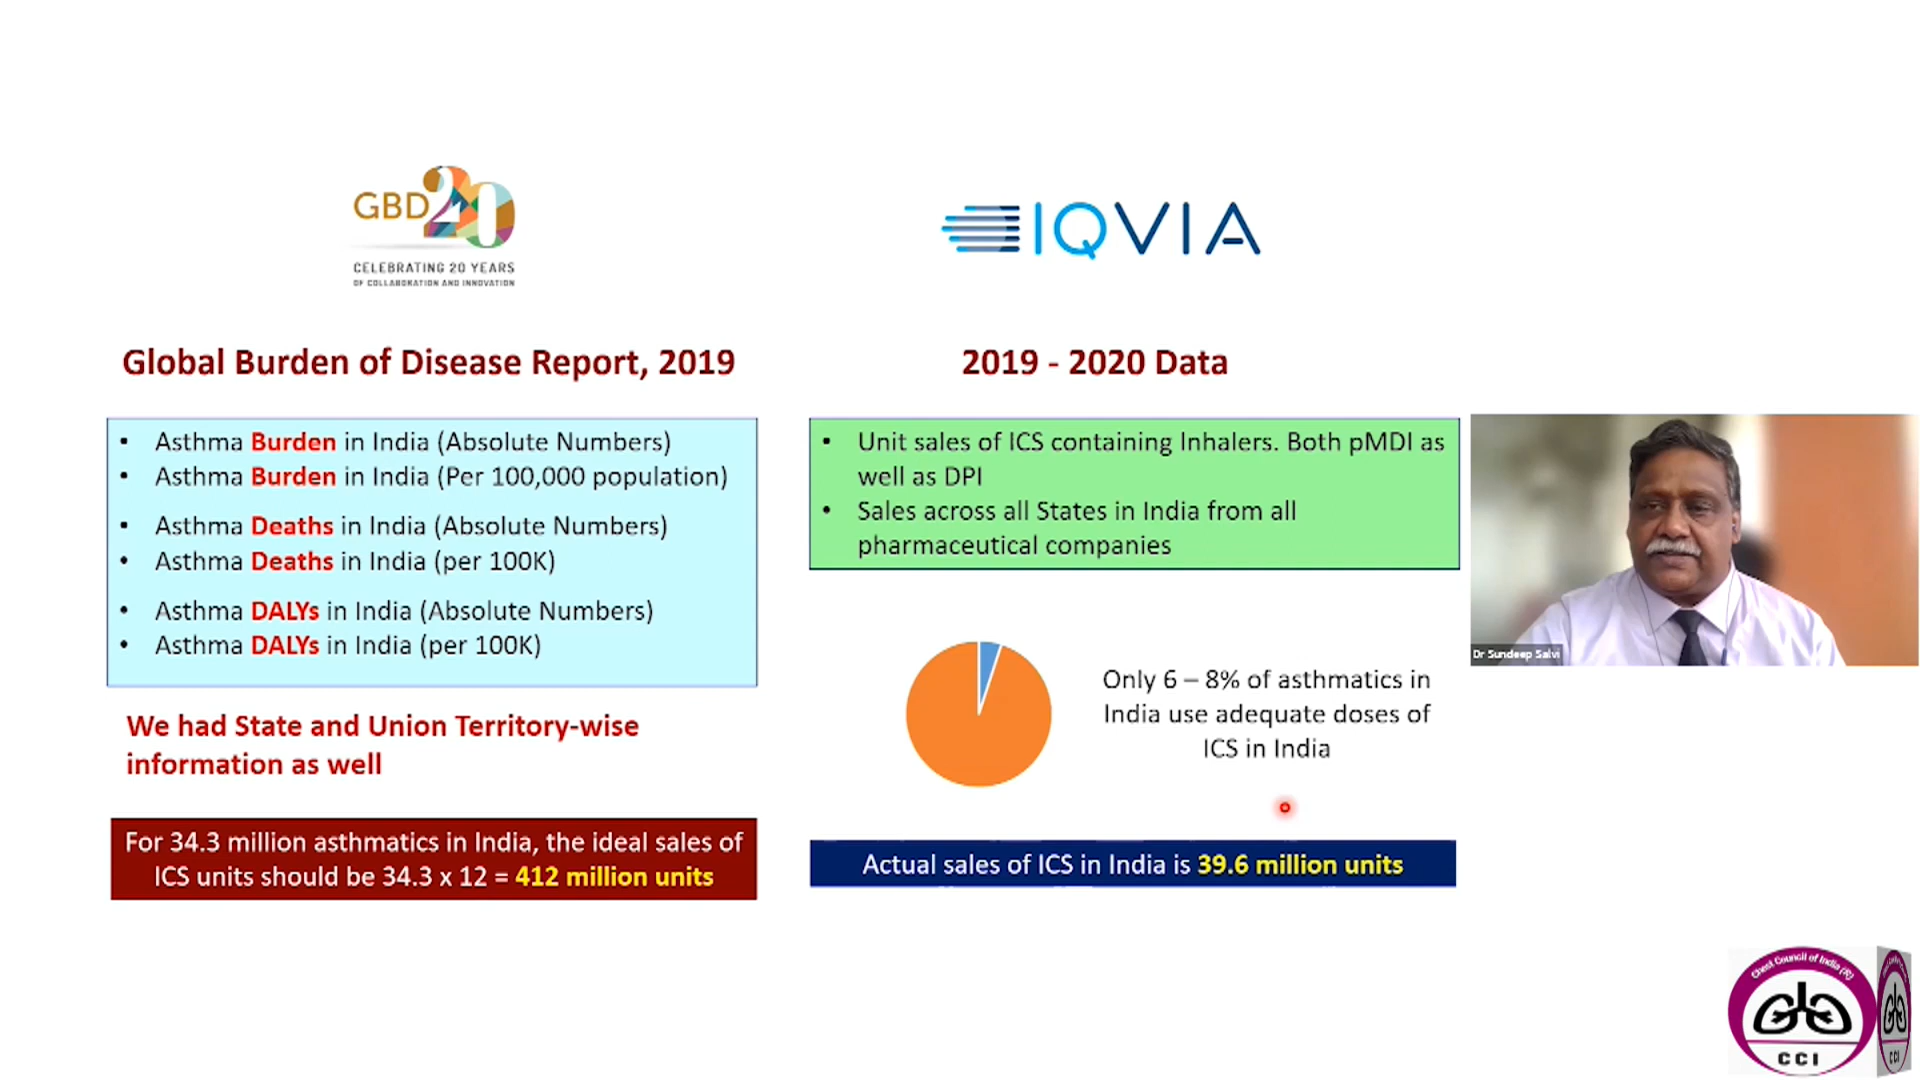 GBD 20
CELEBRATING 20 YEARS
OF COLLABORATION AND INNOVATION
Global Burden of Disease Report, 2019
• Asthma Burden in India (Absolute Numbers)
• Asthma Burden in India (Per 100,000 population)
• Asthma Deaths in India (Absolute Numbers)
• Asthma Deaths in India (per 100K)
• Asthma DALYs in India (Absolute Numbers)
• Asthma DALYs in India (per 100K)
We had State and Union Territory-wise
information as well
For 34.3 million asthmatics in India, the ideal sales of
ICS units should be 34.3 x 12 = 412 million units
IQVIA
2019 - 2020 Data
• Unit sales of ICS containing Inhalers. Both pMDI as
well as DPI
• Sales across all States in India from all
pharmaceutical companies
Only 6 – 8% of asthmatics in
India use adequate doses of
ICS in India
Actual sales of ICS in India is 39.6 million units
Dr Sundeep Salvi
Chest Council of India (R)
CCI
CCI